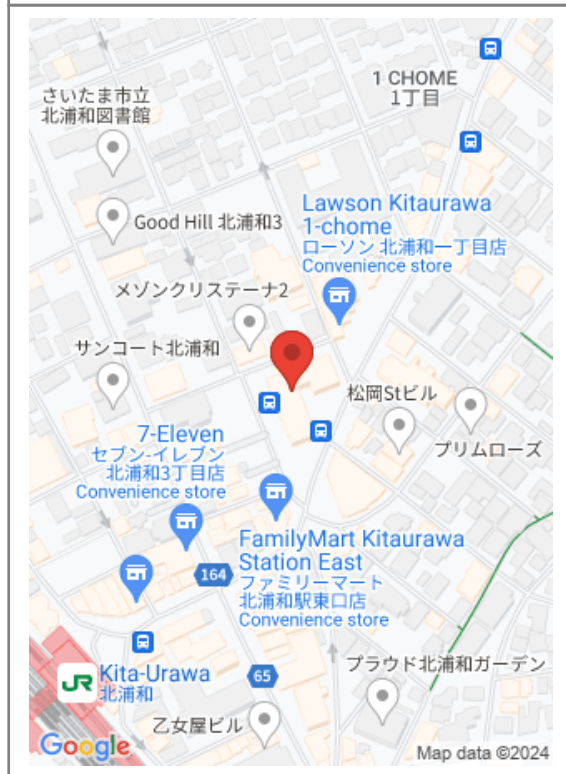 さいたま市立
北浦和図書館
1 CHOME
1丁目
Good Hill 北浦和3
Lawson Kitaurawa
1-chome
ローソン 北浦和一丁目店
Convenience store
メゾンクリステーナ2
サンコート北浦和
松岡Stビル
プリムローズ
7-Eleven
セブン-イレブン
北浦和3丁目店
Convenience store
FamilyMart Kitaurawa
Station East
ファミリーマート
北浦和駅東口店
Convenience store
164
JR
Kita-Urawa
北浦和
65
プラウド北浦和ガーデン
乙女屋ビル
Google
Map data ©2024